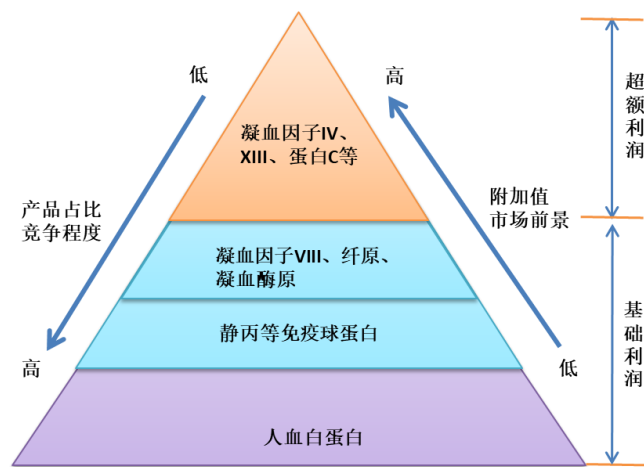 低
高
凝血因子IV、
XIII、蛋白C等
超额利润
产品占比
竞争程度
附加值
市场前景
凝血因子VIII、纤原、
凝血酶原
静丙等免疫球蛋白
基础利润
高
低
人血白蛋白